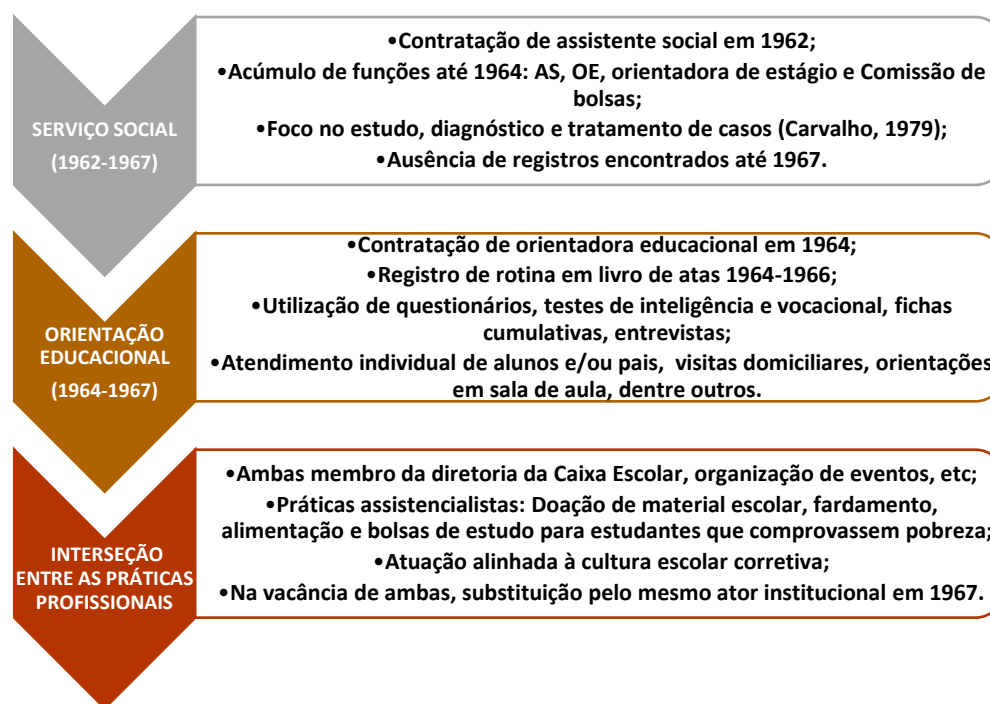 SERVIÇO SOCIAL
(1962-1967)
•Contratação de assistente social em 1962;
•Acúmulo de funções até 1964: AS, OE, orientadora de estágio e Comissão de
bolsas;
•Foco no estudo, diagnóstico e tratamento de casos (Carvalho, 1979);
•Ausência de registros encontrados até 1967.
ORIENTAÇÃO
EDUCACIONAL
(1964-1967)
•Contratação de orientadora educacional em 1964;
•Registro de rotina em livro de atas 1964-1966;
•Utilização de questionários, testes de inteligência e vocacional, fichas
cumulativas, entrevistas;
•Atendimento individual de alunos e/ou pais, visitas domiciliares, orientações
em sala de aula, dentre outros.
INTERSEÇÃO
ENTRE AS PRÁTICAS
PROFISSIONAIS
•Ambas membro da diretoria da Caixa Escolar, organização de eventos, etc;
•Práticas assistencialistas: Doação de material escolar, fardamento,
alimentação e bolsas de estudo para estudantes que comprovassem pobreza;
•Atuação alinhada à cultura escolar corretiva;
•Na vacância de ambas, substituição pelo mesmo ator institucional em 1967.